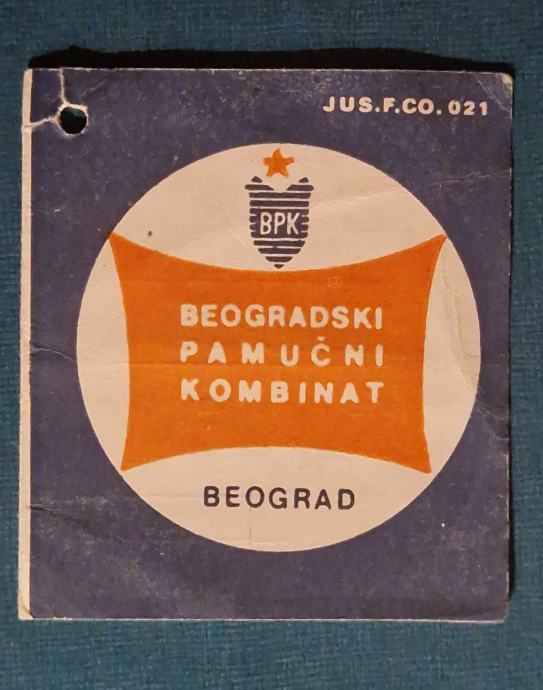 JUS.F.CO. 021
BPK
BEOGRADSKI
PAMUČNI
KOMBINAT
BEOGRAD